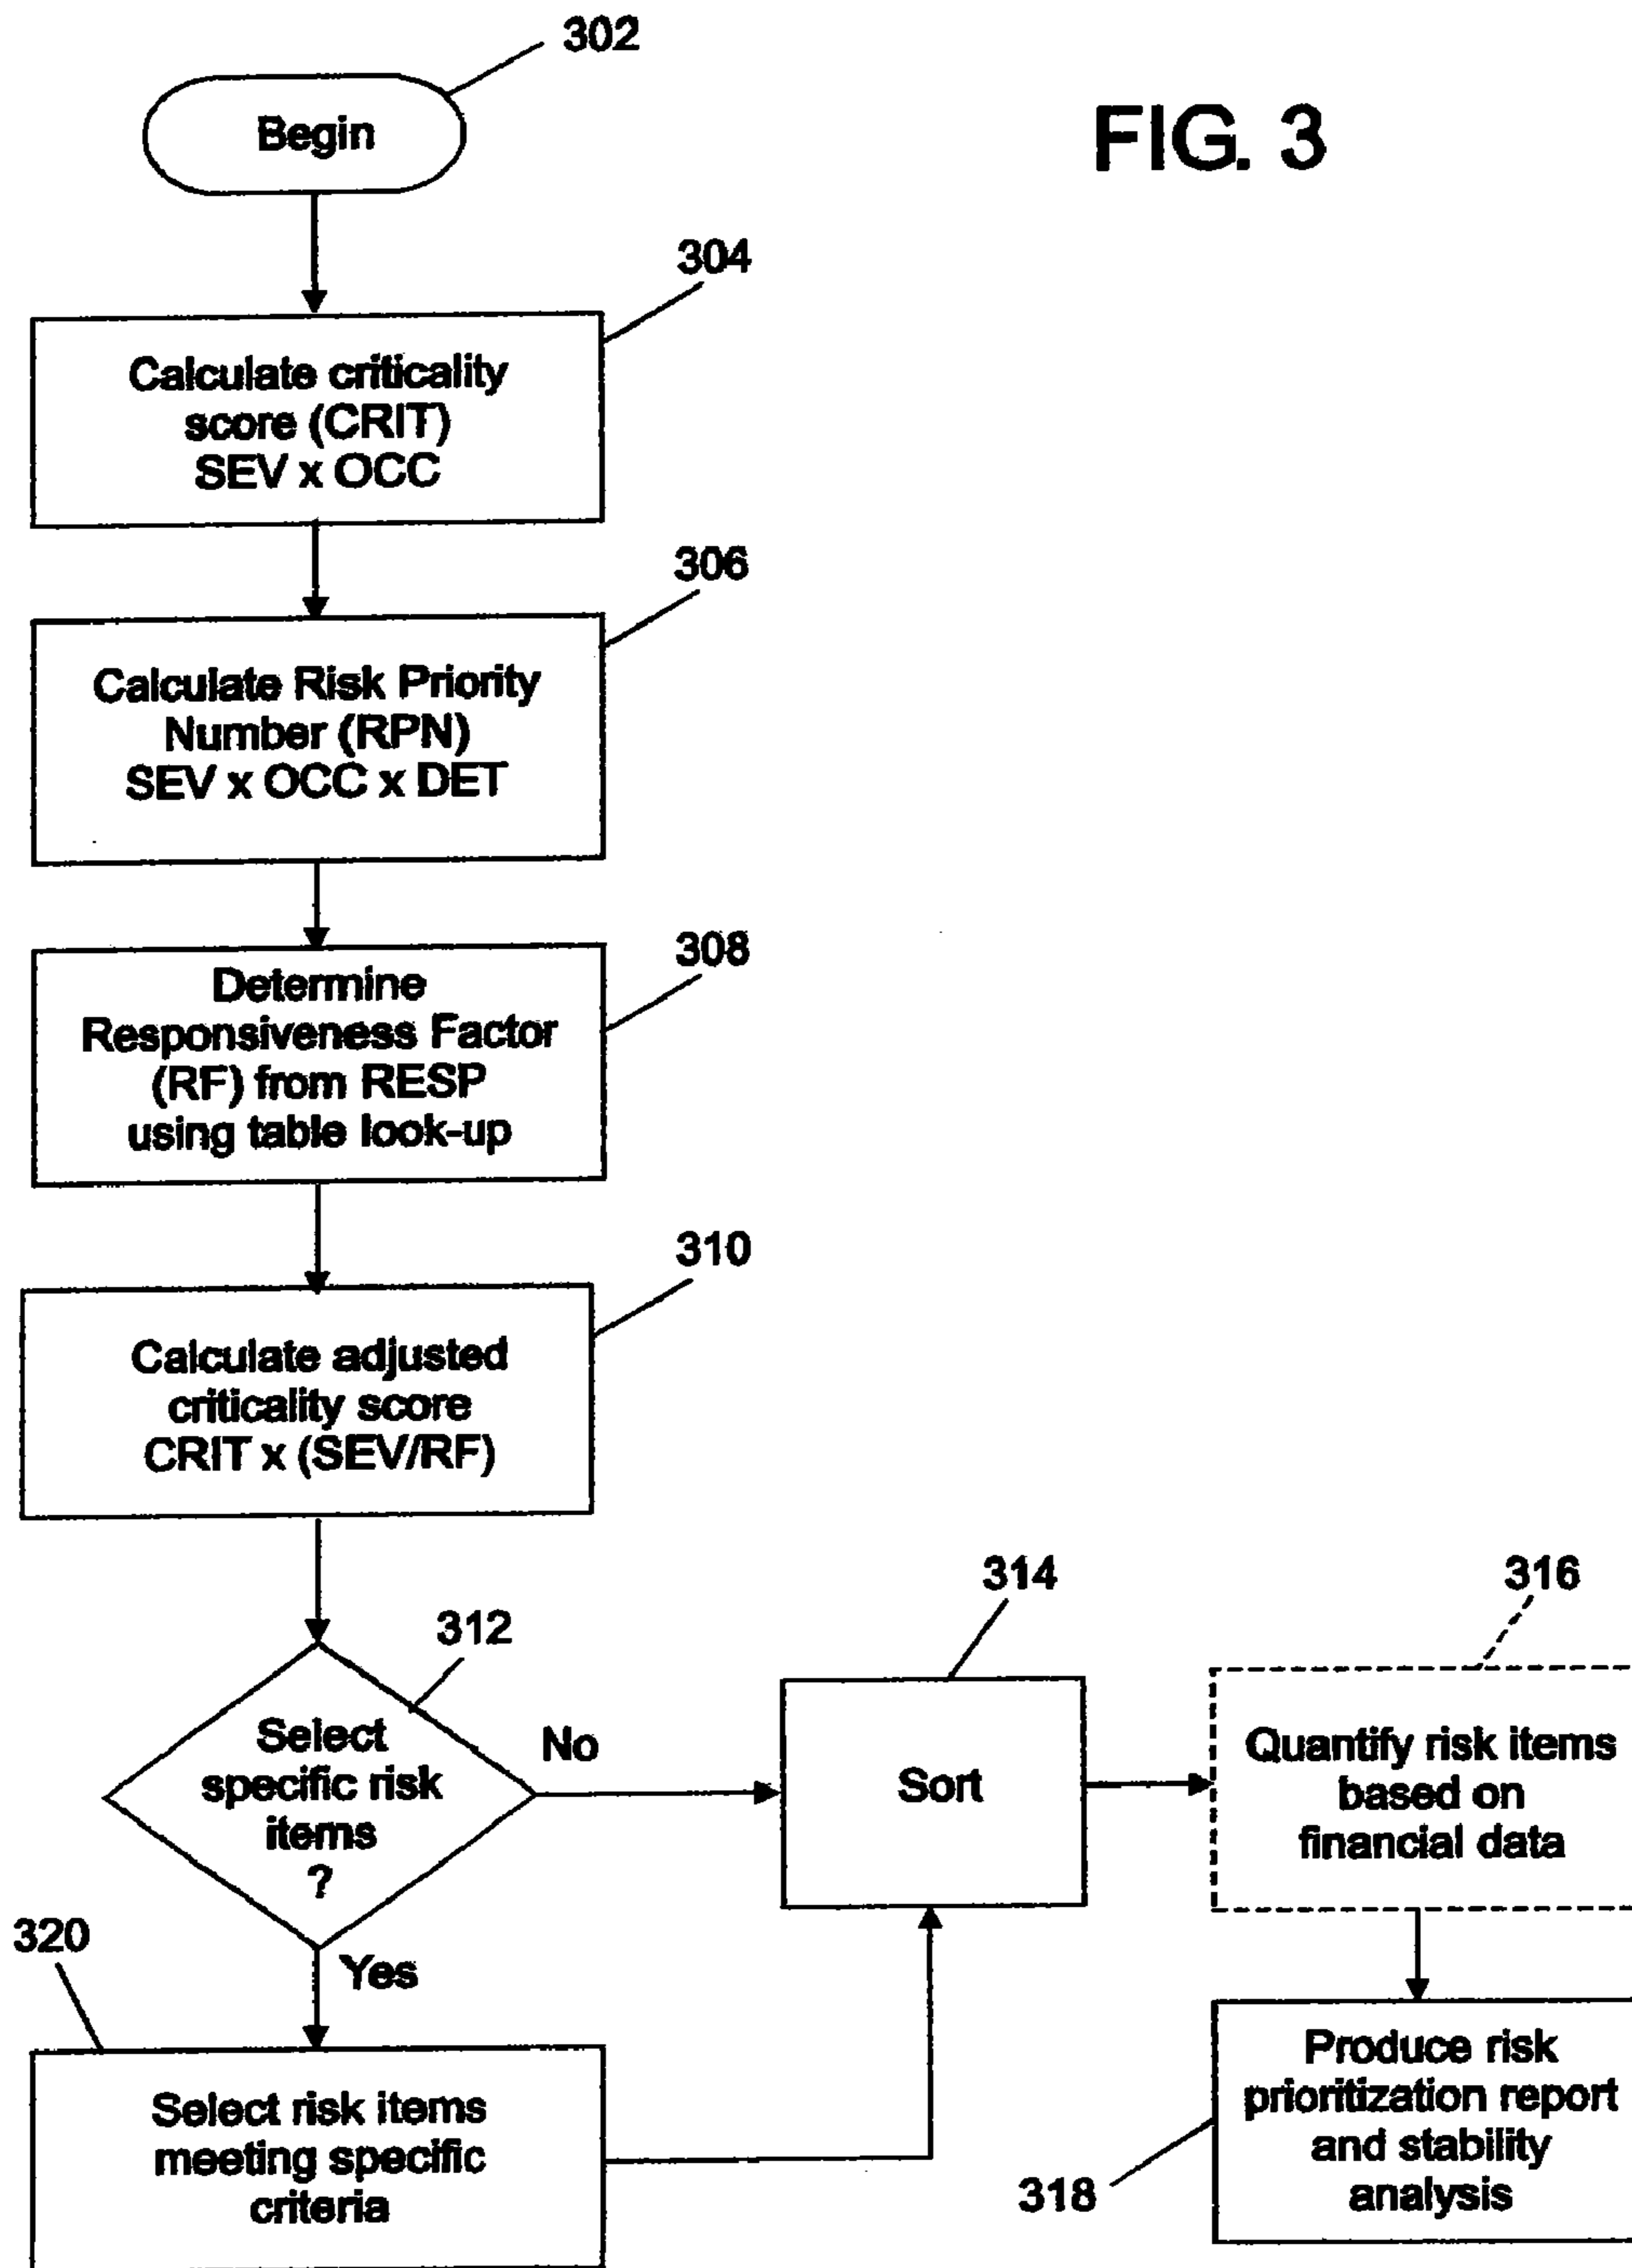 302
Begin
FIG. 3
304
Calculate criticality
score (CRIT)
SEV x OCC
306
Calculate Risk Priority
Number (RPN)
SEV x OCC x DET
308
Determine
Responsiveness Factor
(RF) from RESP
using table look-up
310
Calculate adjusted
criticality score
CRIT x (SEV/RF)
312
Select
specific risk
items
?
No
Yes
314
Sort
316
Quantify risk items
based on
financial data
320
Select risk items
meeting specific
criteria
318
Produce risk
prioritization report
and stability
analysis